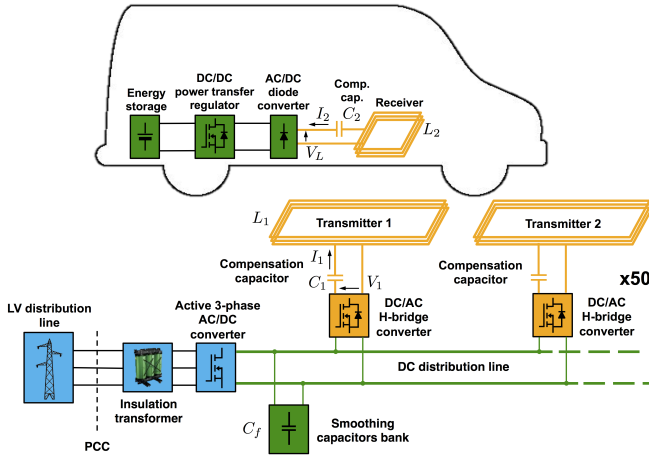 Energy
storage
DC/DC
power transfer
regulator
AC/DC
diode
converter
Comp.
cap.
Receiver
I2
C2
L2
VL
L1
Transmitter 1
Transmitter 2
I1
Compensation
capacitor
C1
V1
Compensation
capacitor
x50
DC/AC
H-bridge
converter
DC/AC
H-bridge
converter
LV distribution
line
Active 3-phase
AC/DC
converter
DC distribution line
Insulation
transformer
PCC
Cf
Smoothing
capacitors bank